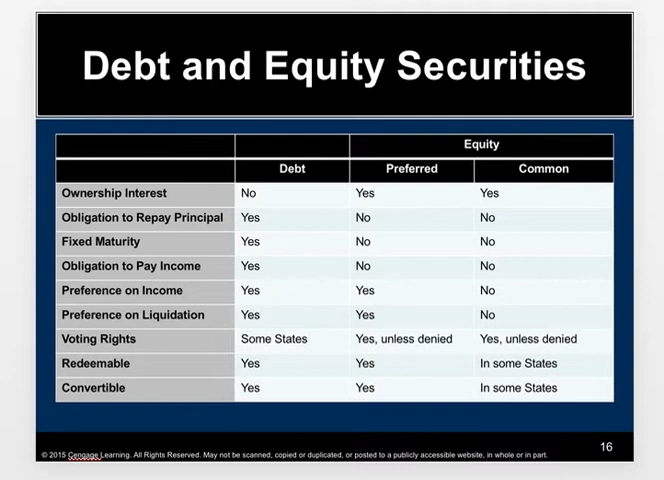 Debt and Equity Securities
Equity
Debt Preferred Common
Ownership Interest No Yes Yes
Obligation to Repay Principal Yes No No
Fixed Maturity Yes No No
Obligation to Pay Income Yes No No
Preference on Income Yes Yes No
Preference on Liquidation Yes Yes No
Voting Rights Some States Yes, unless denied Yes, unless denied
Redeemable Yes Yes In some States
Convertible Yes Yes In some States
16
© 2015 Cengage Learning. All Rights Reserved. May not be scanned, copied or duplicated, or posted to a publicly accessible website, in whole or in part.